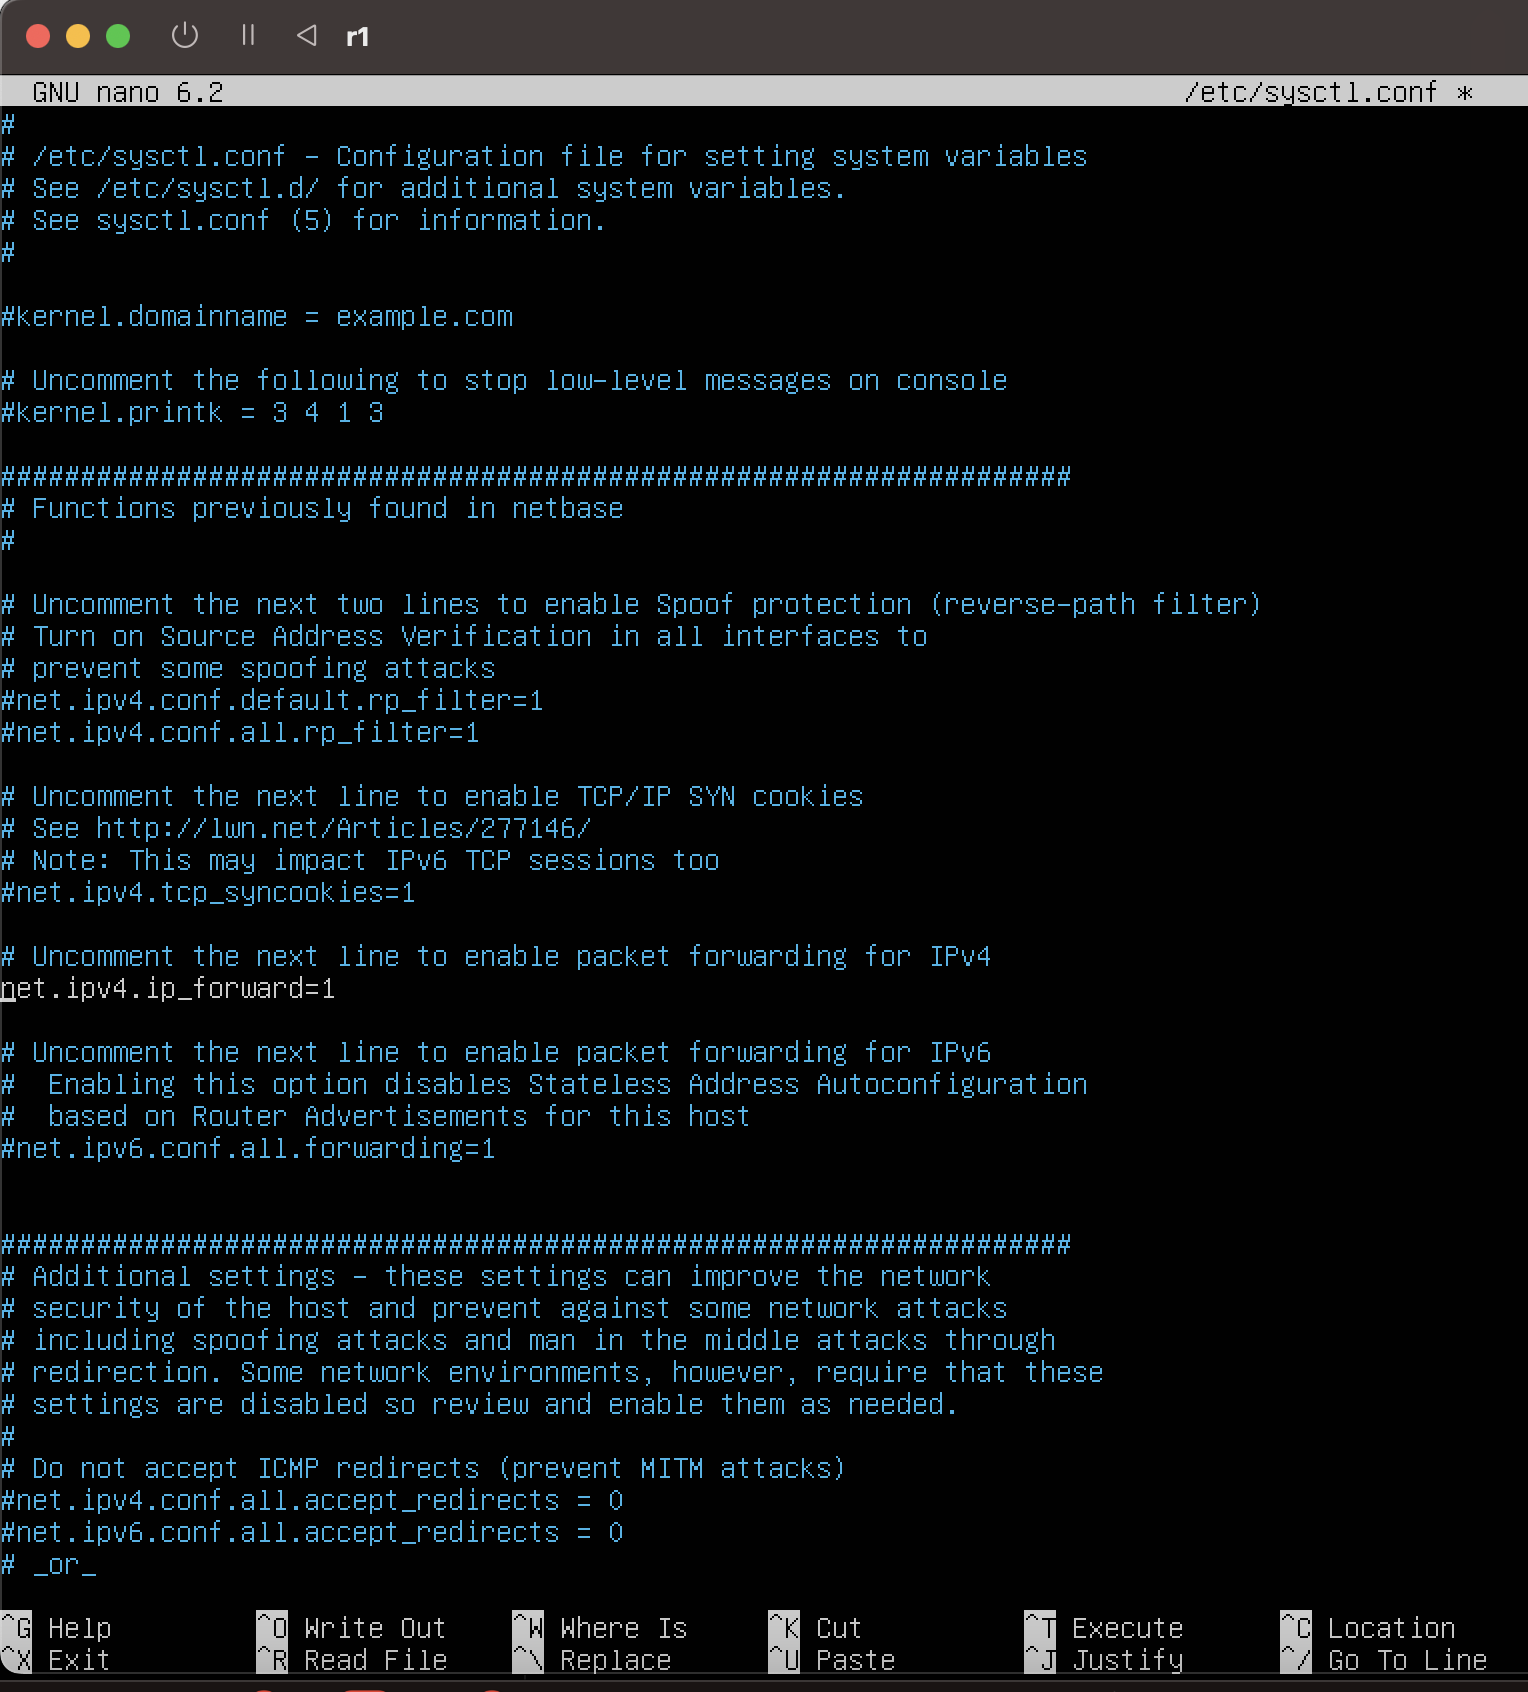 r1
GNU nano 6.2 /etc/sysctl.conf *
#
# /etc/sysctl.conf - Configuration file for setting system variables
# See /etc/sysctl.d/ for additional system variables.
# See sysctl.conf (5) for information.
#
#kernel.domainname = example.com
# Uncomment the following to stop low-level messages on console
#kernel.printk = 3 4 1 3
###################################################################
# Functions previously found in netbase
#
# Uncomment the next two lines to enable Spoof protection (reverse-path filter)
# Turn on Source Address Verification in all interfaces to
# prevent some spoofing attacks
#net.ipv4.conf.default.rp_filter=1
#net.ipv4.conf.all.rp_filter=1
# Uncomment the next line to enable TCP/IP SYN cookies
# See http://lwn.net/Articles/277146/
# Note: This may impact IPv6 TCP sessions too
#net.ipv4.tcp_syncookies=1
# Uncomment the next line to enable packet forwarding for IPv4
net.ipv4.ip_forward=1
# Uncomment the next line to enable packet forwarding for IPv6
#  Enabling this option disables Stateless Address Autoconfiguration
#  based on Router Advertisements for this host
#net.ipv6.conf.all.forwarding=1
###################################################################
# Additional settings - these settings can improve the network
# security of the host and prevent against some network attacks
# including spoofing attacks and man in the middle attacks through
# redirection. Some network environments, however, require that these
# settings are disabled so review and enable them as needed.
#
# Do not accept ICMP redirects (prevent MITM attacks)
#net.ipv4.conf.all.accept_redirects = 0
#net.ipv6.conf.all.accept_redirects = 0
# _or_
^G Help ^O Write Out ^W Where Is ^K Cut ^T Execute ^C Location
^X Exit ^R Read File ^\ Replace ^U Paste ^J Justify ^/ Go To Line